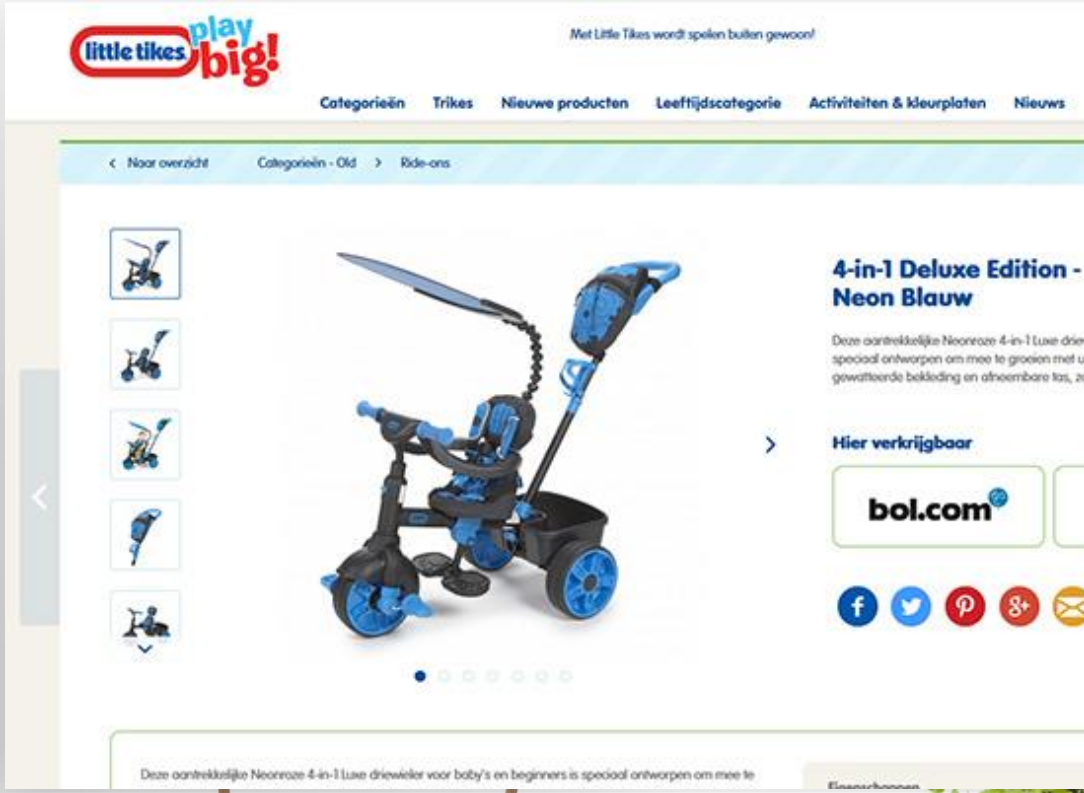 little tikes
play
big!
Met Little Tikes wordt spelen buiten gewoon!
Categorieën Trikes Nieuwe producten Leeftijdscategorie Activiteiten & kleurplaten Nieuws
< Naar overzicht Categorieën - Old > Ride-ons
4-in-1 Deluxe Edition -
Neon Blauw
Deze aantrekkelijke Neonroze 4-in-1 Luxe drie
speciaal ontworpen om mee te groeien met u
gewatteerde bekleding en afneembare tas, z
Hier verkrijgbaar
bol.com
Deze aantrekkelijke Neonroze 4-in-1 Luxe driewieler voor baby's en beginners is speciaal ontworpen om mee te
Eigenschappen